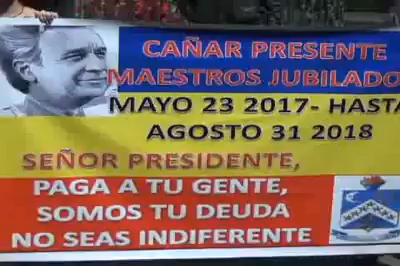 CAÑAR PRESENTE
MAESTROS JUBILADO
MAYO 23 2017- HASTA
AGOSTO 31 2018
SEÑOR PRESIDENTE,
PAGA A TU GENTE,
SOMOS TU DEUDA
NO SEAS INDIFERENTE